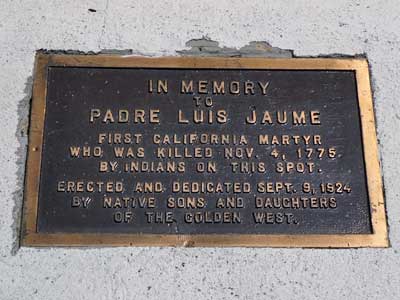 IN MEMORY
TO
PADRE LUIS JAUME
FIRST CALIFORNIA MARTYR
WHO WAS KILLED NOV. 4, 1775.
BY INDIANS ON THIS SPOT.
ERECTED AND DEDICATED SEPT. 9, 1924
BY NATIVE SONS AND DAUGHTERS
OF THE GOLDEN WEST.